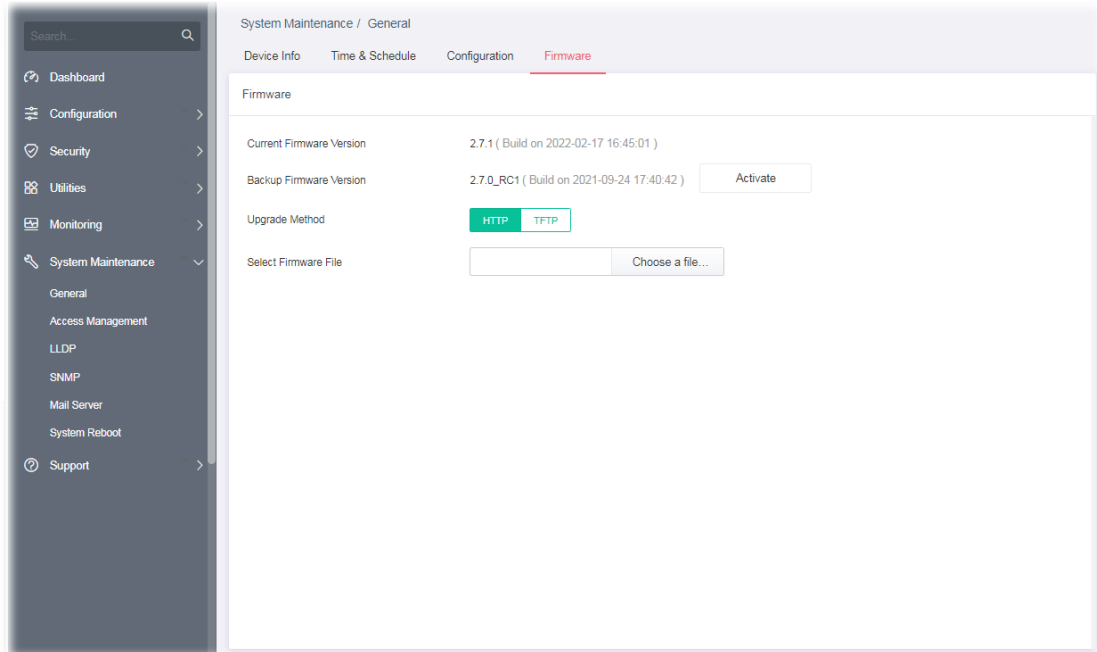 Search...
Dashboard
Configuration
Security
Utilities
Monitoring
System Maintenance
General
Access Management
LLDP
SNMP
Mail Server
System Reboot
Support
System Maintenance / General
Device Info Time & Schedule Configuration Firmware
Firmware
Current Firmware Version 2.7.1 ( Build on 2022-02-17 16:45:01 )
Backup Firmware Version 2.7.0_RC1 ( Build on 2021-09-24 17:40:42 ) Activate
Upgrade Method HTTP TFTP
Select Firmware File Choose a file...